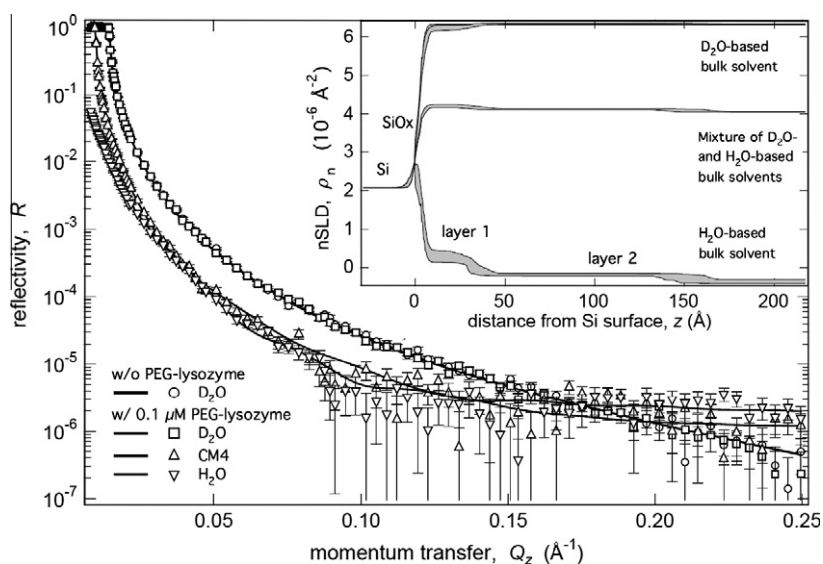 10⁰
10⁻¹
10⁻²
10⁻³
10⁻⁴
10⁻⁵
10⁻⁶
10⁻⁷
reflectivity, R
0.05
0.10
0.15
0.20
0.25
momentum transfer, Q_z (Å⁻¹)
w/o PEG-lysozyme
D₂O
w/ 0.1 µM PEG-lysozyme
D₂O
CM4
H₂O
6
5
4
3
2
1
0
nSLD, ρ_n (10⁻⁶ Å⁻²)
D₂O-based
bulk solvent
SiOx
Mixture of D₂O-
and H₂O-based
bulk solvents
Si
layer 1
layer 2
H₂O-based
bulk solvent
0
50
100
150
200
distance from Si surface, z (Å)